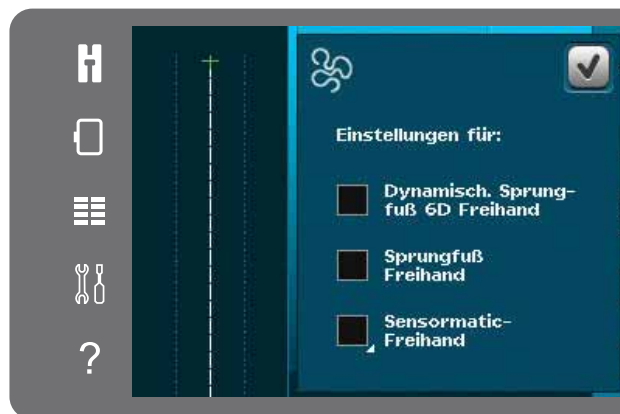 ?
Einstellungen für:
Dynamisch. Sprung-
fuß 6D Freihand
Sprungfuß
Freihand
Sensormatic-
Freihand